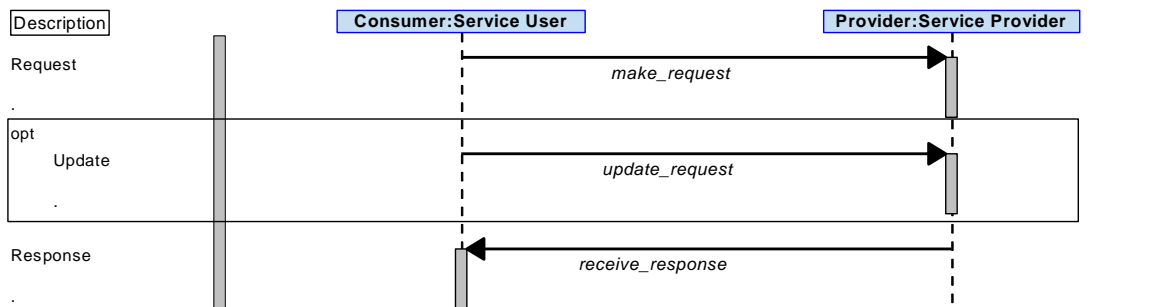 Description
Consumer:Service User
Provider:Service Provider
Request
make_request
.
opt
Update
update_request
.
Response
receive_response
.